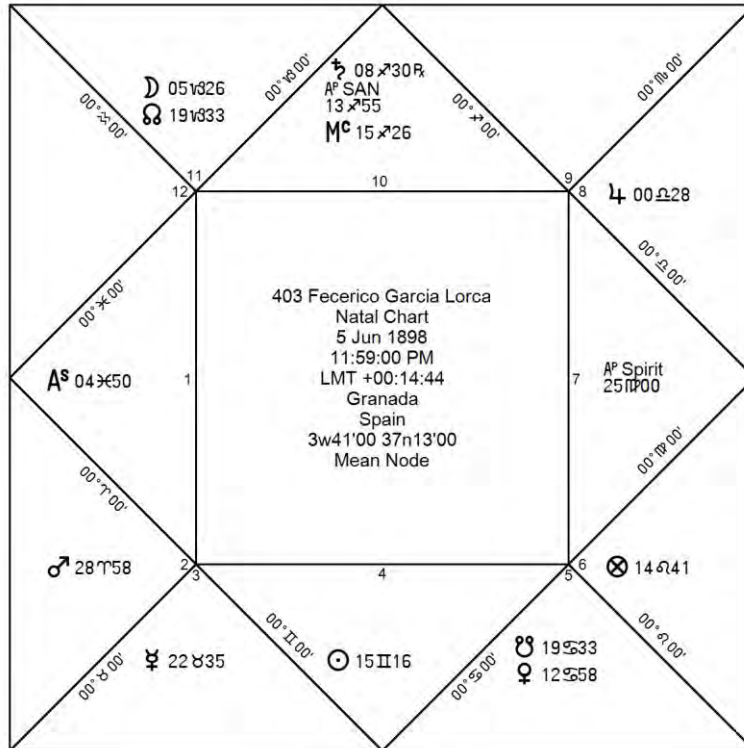 00°♑00'
♄ 08♐30℞
AP SAN
13♐55
Mc 15♐26
☽ 05♑26
☊ 19♑33
00°♒00'
00°♐00'
00°♏00'
11
12
10
9
8
♃ 00♎28
00°♓00'
00°♎00'
403 Fecerico Garcia Lorca
Natal Chart
5 Jun 1898
11:59:00 PM
LMT +00:14:44
Granada
Spain
3w41'00 37n13'00
Mean Node
As 04♓50
1
7
AP Spirit
25♍00
00°♈00'
00°♍00'
♂ 28♈58
2
3
4
5
6
⊗ 14♌41
00°♉00'
☿ 22♉35
00°♊00'
☉ 15♊16
00°♋00'
☋ 19♋33
♀ 12♋58
00°♌00'